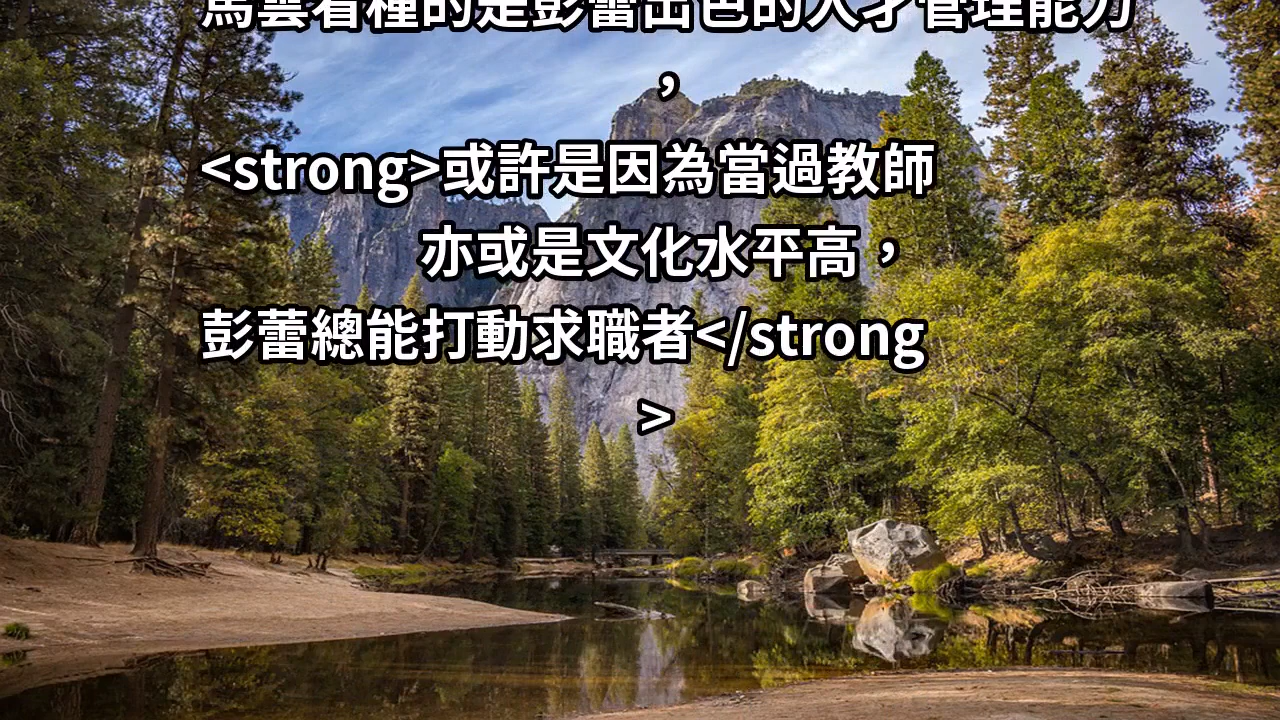 馬雲看種的是彭蕾出色的人才管理能力
，
<strong>或許是因為當過教師
亦或是文化水平高，
彭蕾總能打動求職者</strong
>